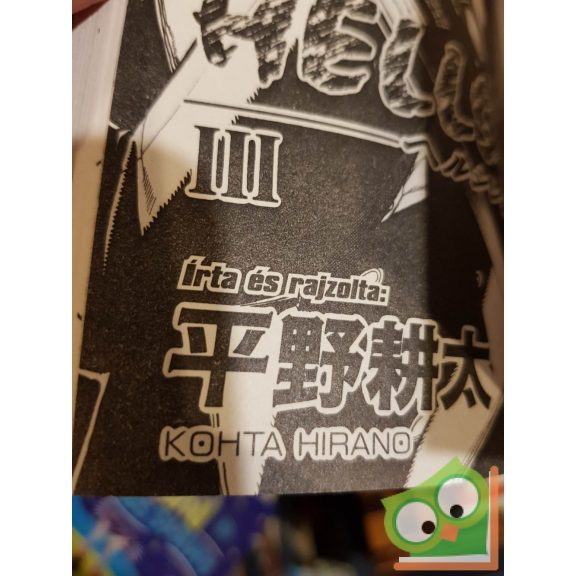 III
Írta és rajzolta:
平野耕太
KOHTA HIRANO